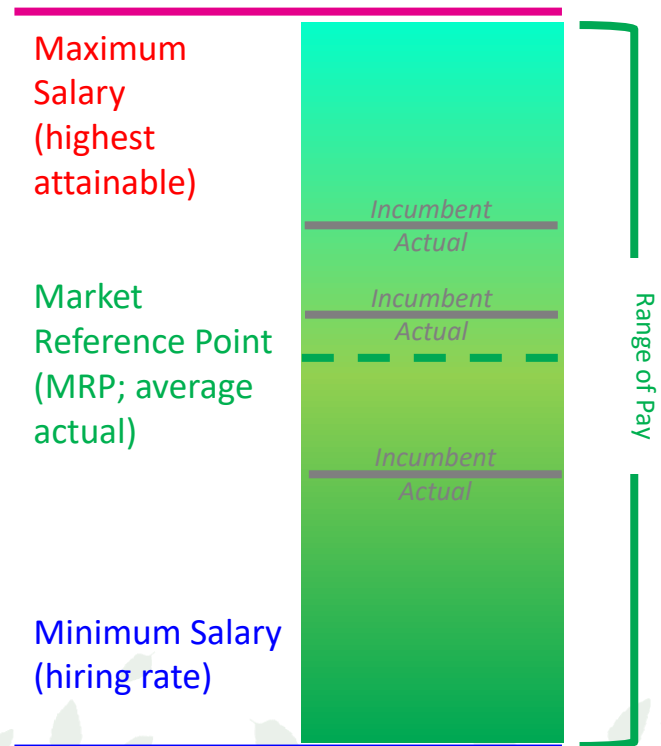 Maximum
Salary
(highest
attainable)
Incumbent
Actual
Market
Reference Point
(MRP; average
actual)
Incumbent
Actual
Incumbent
Actual
Minimum Salary
(hiring rate)
Range of Pay